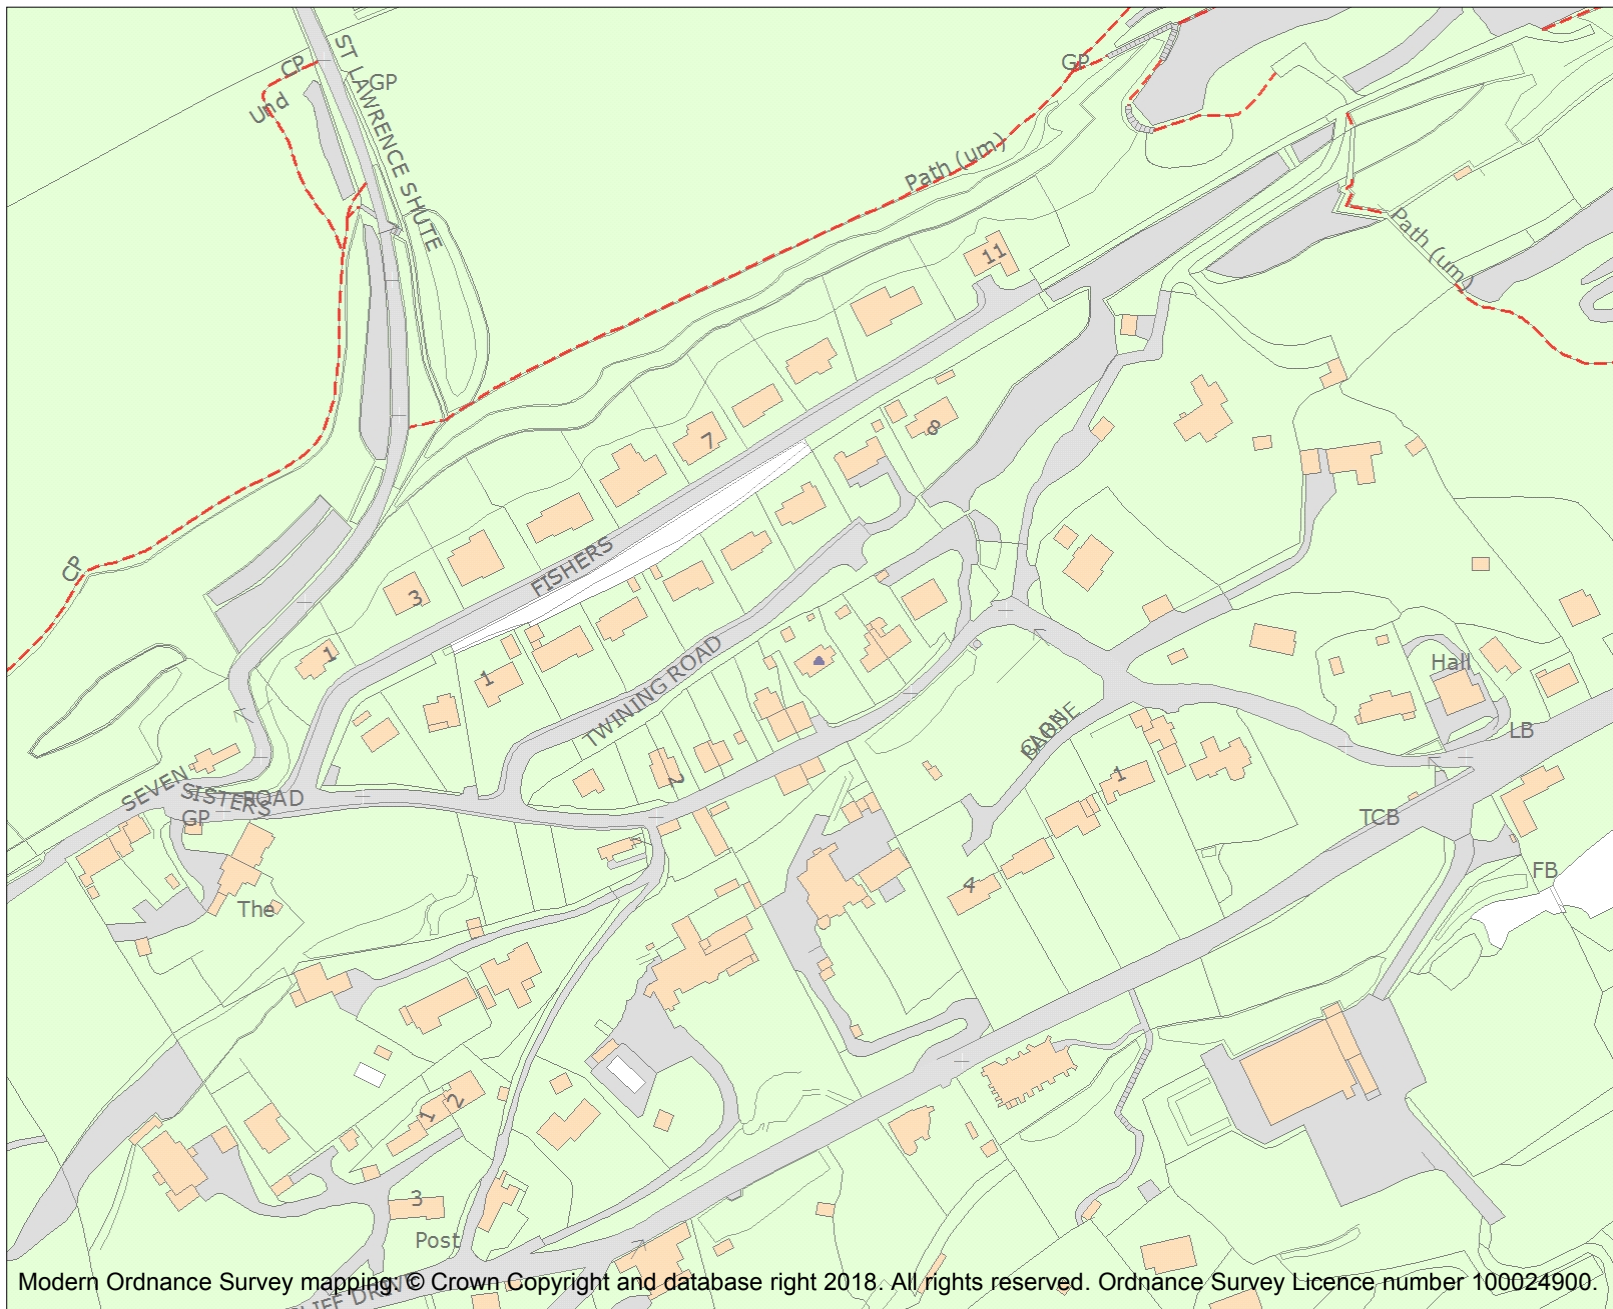 ST LAWRENCE SHUTE
CP
GP
Und
GP
Path (um)
11
Path (um)
7
8
CP
FISHERS
3
1
1
TWINING ROAD
Hall
LB
2
1
SEVEN
SISTERS
ROAD
GP
TCB
FB
4
The
1
2
3
Post
Modern Ordnance Survey mapping: © Crown Copyright and database right 2018. All rights reserved. Ordnance Survey Licence number 100024900.